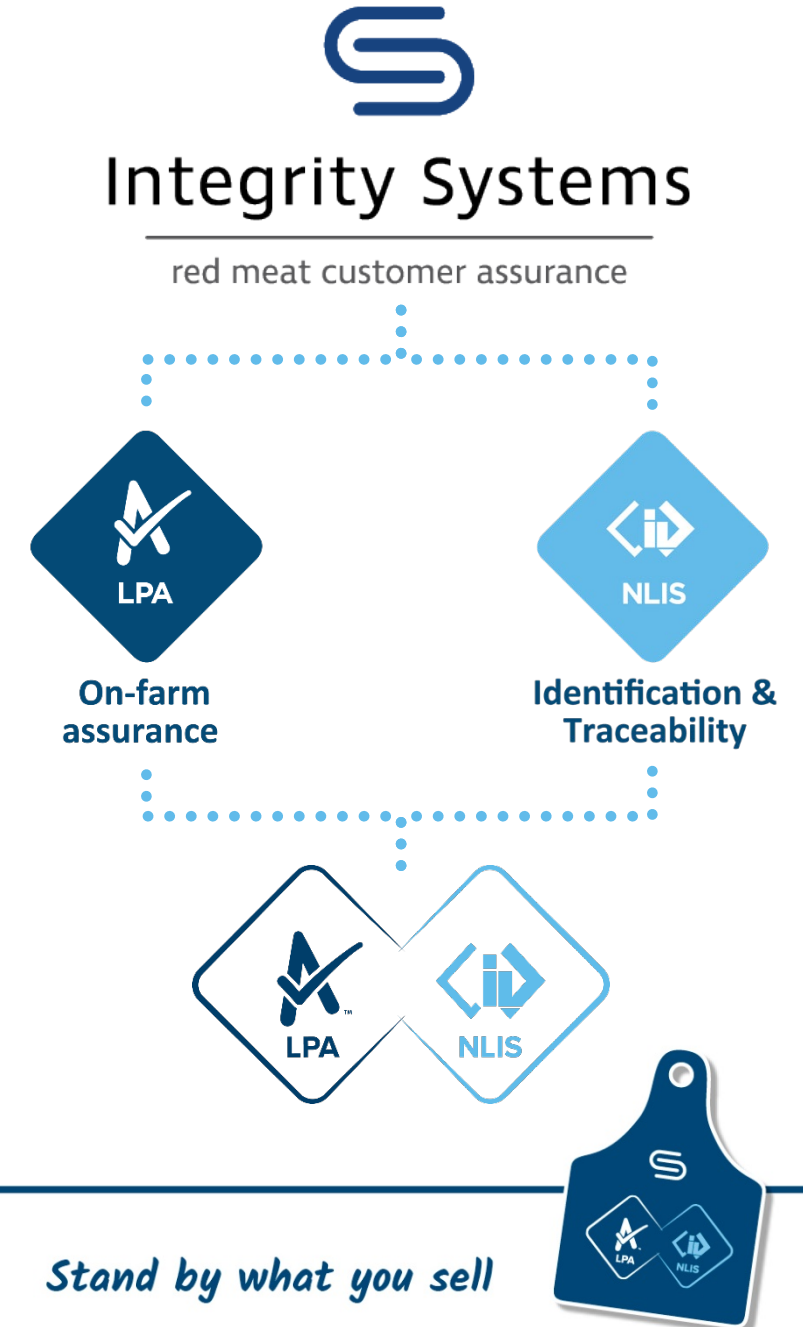 Integrity Systems
red meat customer assurance
LPA
NLIS
On-farm
assurance
Identification &
Traceability
LPA
™
NLIS
Stand by what you sell
LPA
NLIS